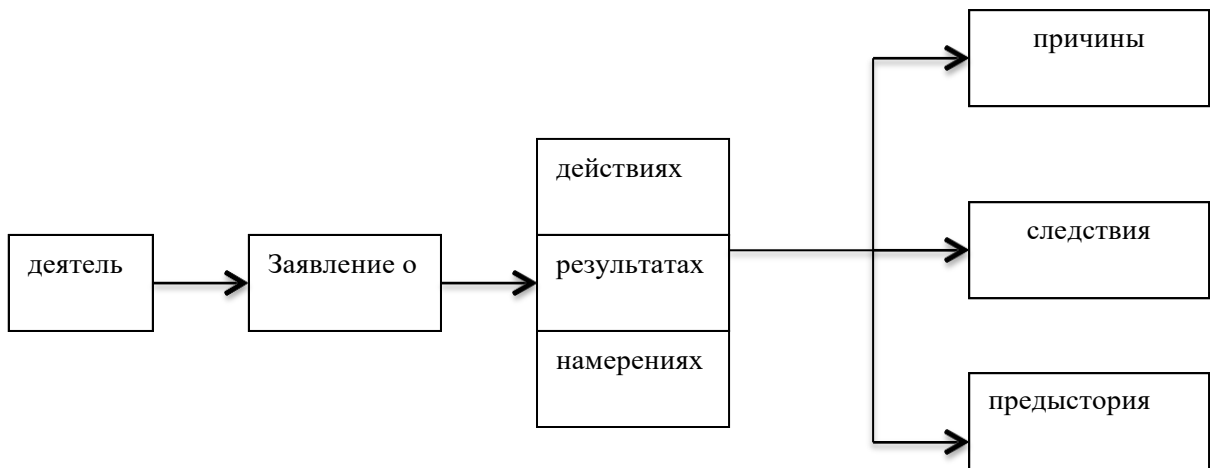 деятель
Заявление о
действиях
результатах
намерениях
причины
следствия
предыстория